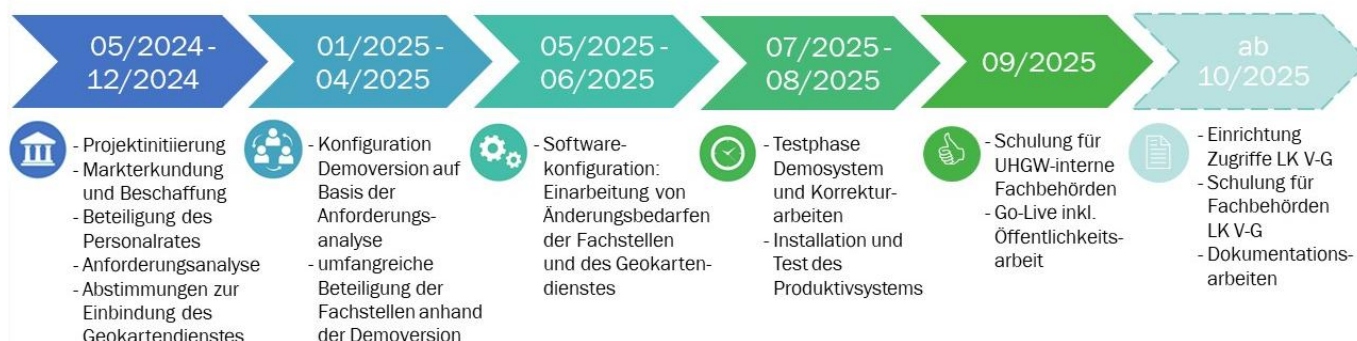 05/2024 -
12/2024
- Projektinitiierung
- Markterkundung
und Beschaffung
- Beteiligung des
Personalrates
- Anforderungsanalyse
- Abstimmungen zur
Einbindung des
Geokartendienstes
01/2025 -
04/2025
- Konfiguration
Demoversion auf
Basis der
Anforderungs-
analyse
- umfangreiche
Beteiligung der
Fachstellen anhand
der Demoversion
05/2025 -
06/2025
- Software-
konfiguration:
Einarbeitung von
Änderungsbedarfen
der Fachstellen
und des Geokarten-
dienstes
07/2025 -
08/2025
- Testphase
Demosystem
und Korrektur-
arbeiten
- Installation und
Test des
Produktivsystems
09/2025
- Schulung für
UHGW-interne
Fachbehörden
- Go-Live inkl.
Öffentlichkeits-
arbeit
ab
10/2025
- Einrichtung
Zugriffe LK V-G
- Schulung für
Fachbehörden
LK V-G
- Dokumentations-
arbeiten